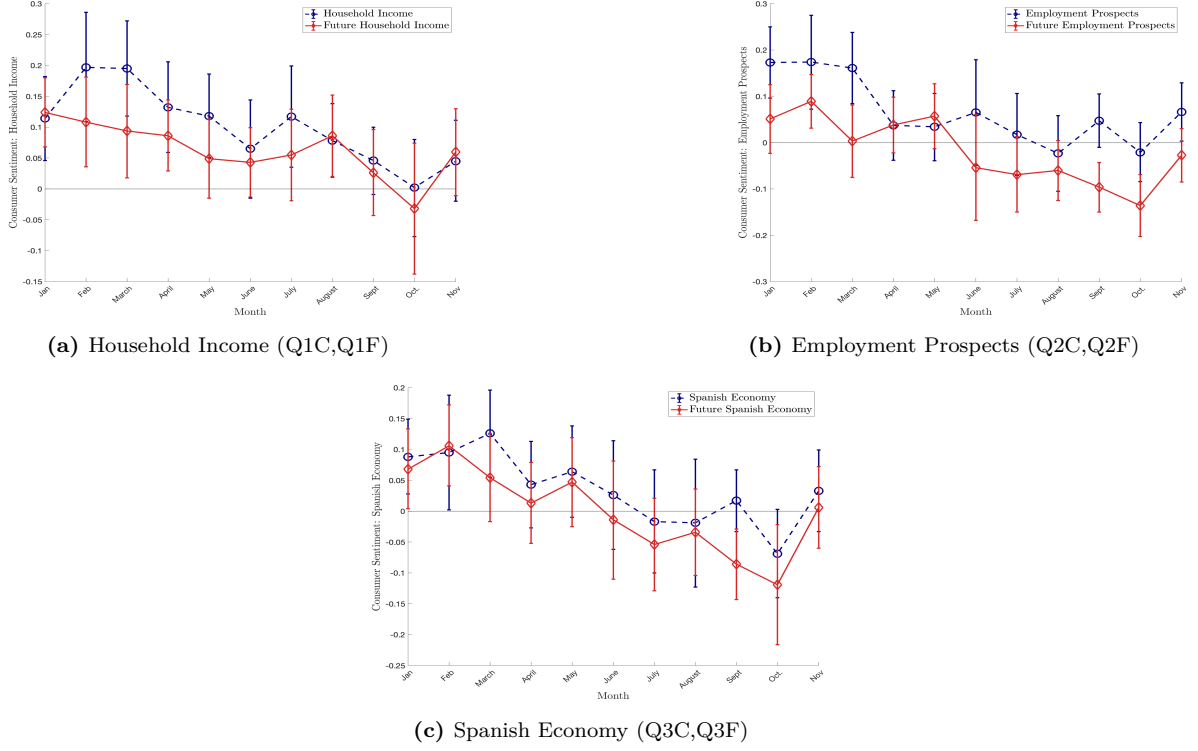 Household Income
Future Household Income
Consumer Sentiment: Household Income
0.3
0.25
0.2
0.15
0.1
0.05
0
-0.05
-0.1
-0.15
Jan
Feb
March
April
May
June
July
August
Sept
Oct.
Nov
Month
(a) Household Income (Q1C,Q1F)
Employment Prospects
Future Employment Prospects
Consumer Sentiment: Employment Prospects
0.3
0.2
0.1
0
-0.1
-0.2
-0.3
Jan
Feb
March
April
May
June
July
August
Sept
Oct.
Nov
Month
(b) Employment Prospects (Q2C,Q2F)
Spanish Economy
Future Spanish Economy
Consumer Sentiment: Spanish Economy
0.2
0.15
0.1
0.05
0
-0.05
-0.1
-0.15
-0.2
-0.25
Jan
Feb
March
April
May
June
July
August
Sept
Oct.
Nov
Month
(c) Spanish Economy (Q3C,Q3F)